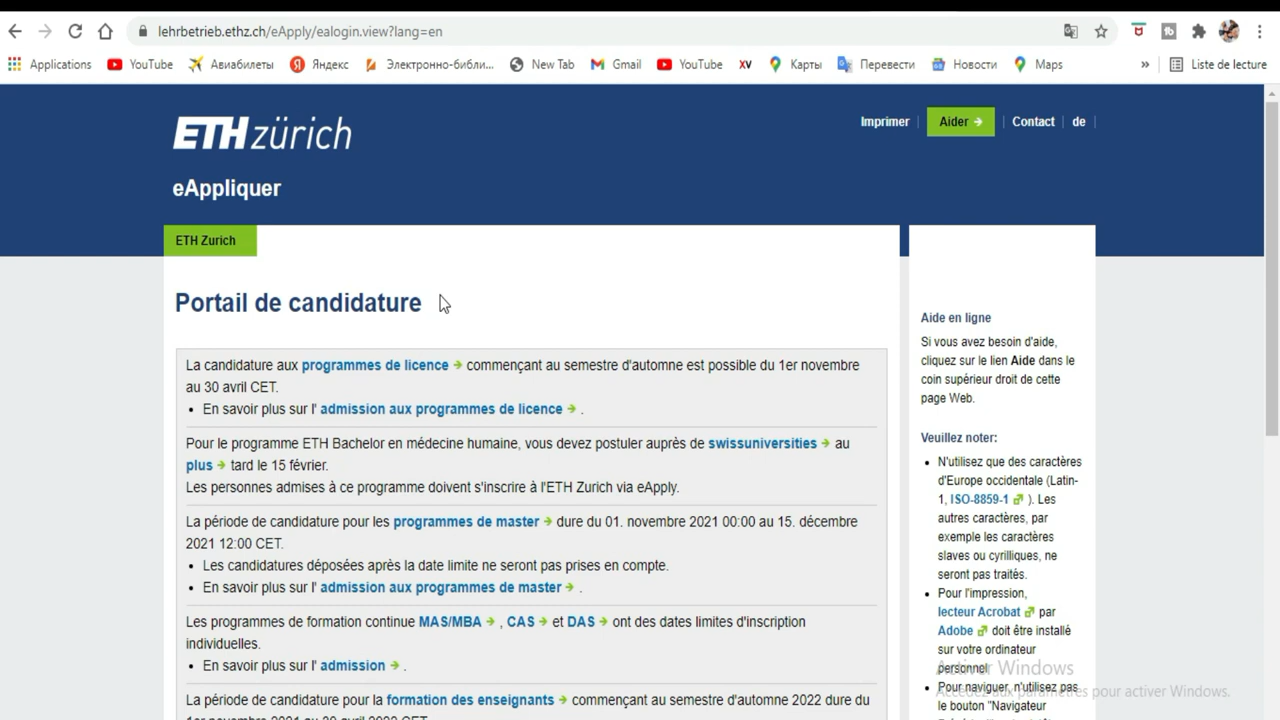 lehrbetrieb.ethz.ch/eApply/ealogin.view?lang=en
Applications YouTube Авиабилеты Яндекс Электронно-библи... New Tab Gmail YouTube XV Карты Перевести Новости Maps » Liste de lecture
ETH zürich
Imprimer Aider Contact de
eAppliquer
ETH Zurich
Portail de candidature
La candidature aux programmes de licence commençant au semestre d'automne est possible du 1er novembre
au 30 avril CET.
• En savoir plus sur l' admission aux programmes de licence .
Pour le programme ETH Bachelor en médecine humaine, vous devez postuler auprès de swissuniversities au
plus tard le 15 février.
Les personnes admises à ce programme doivent s'inscrire à l'ETH Zurich via eApply.
La période de candidature pour les programmes de master dure du 01. novembre 2021 00:00 au 15. décembre
2021 12:00 CET.
• Les candidatures déposées après la date limite ne seront pas prises en compte.
• En savoir plus sur l' admission aux programmes de master .
Les programmes de formation continue MAS/MBA , CAS et DAS ont des dates limites d'inscription
individuelles.
• En savoir plus sur l' admission .
La période de candidature pour la formation des enseignants commençant au semestre d'automne 2022 dure du
1er novembre 2021 au 30 avril 2022 CET.
Aide en ligne
Si vous avez besoin d'aide,
cliquez sur le lien Aide dans le
coin supérieur droit de cette
page Web.
Veuillez noter:
• N'utilisez que des caractères
d'Europe occidentale (Latin-
1, ISO-8859-1 ). Les
autres caractères, par
exemple les caractères
slaves ou cyrilliques, ne
seront pas traités.
• Pour l'impression,
lecteur Acrobat par
Adobe doit être installé
sur votre ordinateur
personnel
• Pour naviguer, n'utilisez pas
le bouton "Navigateur
Activer Windows
Accédez aux paramètres pour activer Windows.